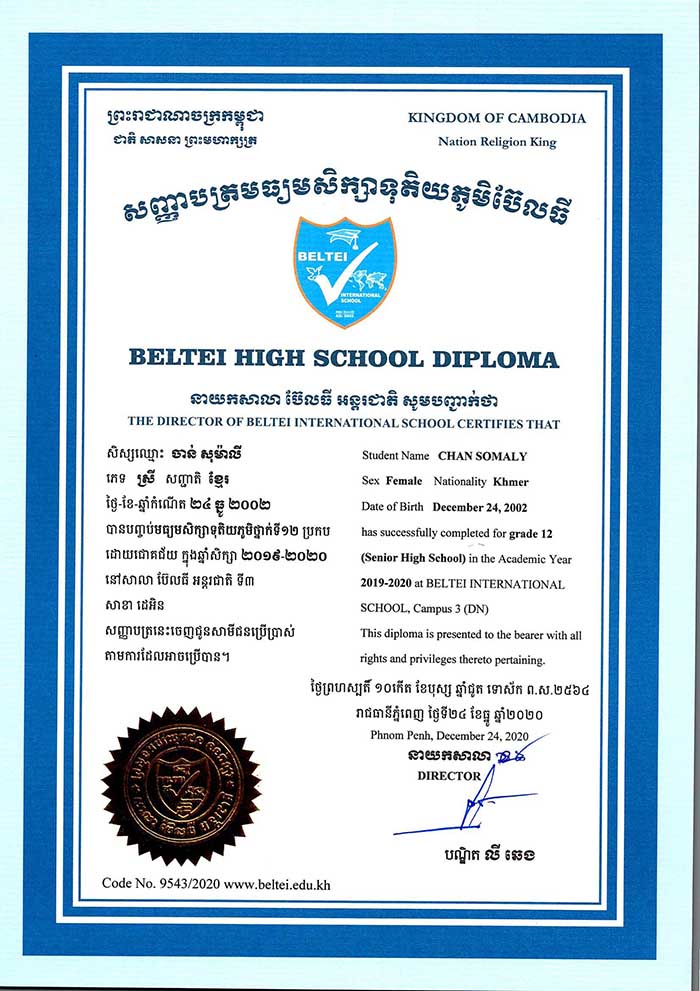 ព្រះរាជាណាចក្រកម្ពុជា
ជាតិ សាសនា ព្រះមហាក្សត្រ
KINGDOM OF CAMBODIA
Nation Religion King
សញ្ញាបត្រមធ្យមសិក្សាទុតិយភូមិប៊ែលធី
BELTEI
INTERNATIONAL
SCHOOL
BELTEI HIGH SCHOOL DIPLOMA
នាយកសាលា ប៊ែលធី អន្តរជាតិ សូមបញ្ជាក់ថា
THE DIRECTOR OF BELTEI INTERNATIONAL SCHOOL CERTIFIES THAT
សិស្សឈ្មោះ ចាន់ សុម៉ាលី
ភេទ ស្រី សញ្ជាតិ ខ្មែរ
ថ្ងៃ-ខែ-ឆ្នាំកំណើត ២៤ ធ្នូ ២០០២
បានបញ្ចប់មធ្យមសិក្សាទុតិយភូមិថ្នាក់ទី១២ ប្រកប
ដោយជោគជ័យ ក្នុងឆ្នាំសិក្សា ២០១៩-២០២០
នៅសាលា ប៊ែលធី អន្តរជាតិ ទី៣
សាខា ដេអិន
សញ្ញាបត្រនេះចេញជូនសាមីជនប្រើប្រាស់
តាមការដែលអាចប្រើបាន។
Student Name CHAN SOMALY
Sex Female Nationality Khmer
Date of Birth December 24, 2002
has successfully completed for grade 12
(Senior High School) in the Academic Year
2019-2020 at BELTEI INTERNATIONAL
SCHOOL, Campus 3 (DN)
This diploma is presented to the bearer with all
rights and privileges thereto pertaining.
ថ្ងៃព្រហស្បតិ៍ ១០កើត ខែបុស្ស ឆ្នាំជូត ទោស័ក ព.ស.២៥៦៤
រាជធានីភ្នំពេញ ថ្ងៃទី២៤ ខែធ្នូ ឆ្នាំ២០២០
Phnom Penh, December 24, 2020
នាយកសាលា
DIRECTOR
បណ្ឌិត លី ឆេង
Code No. 9543/2020 www.beltei.edu.kh